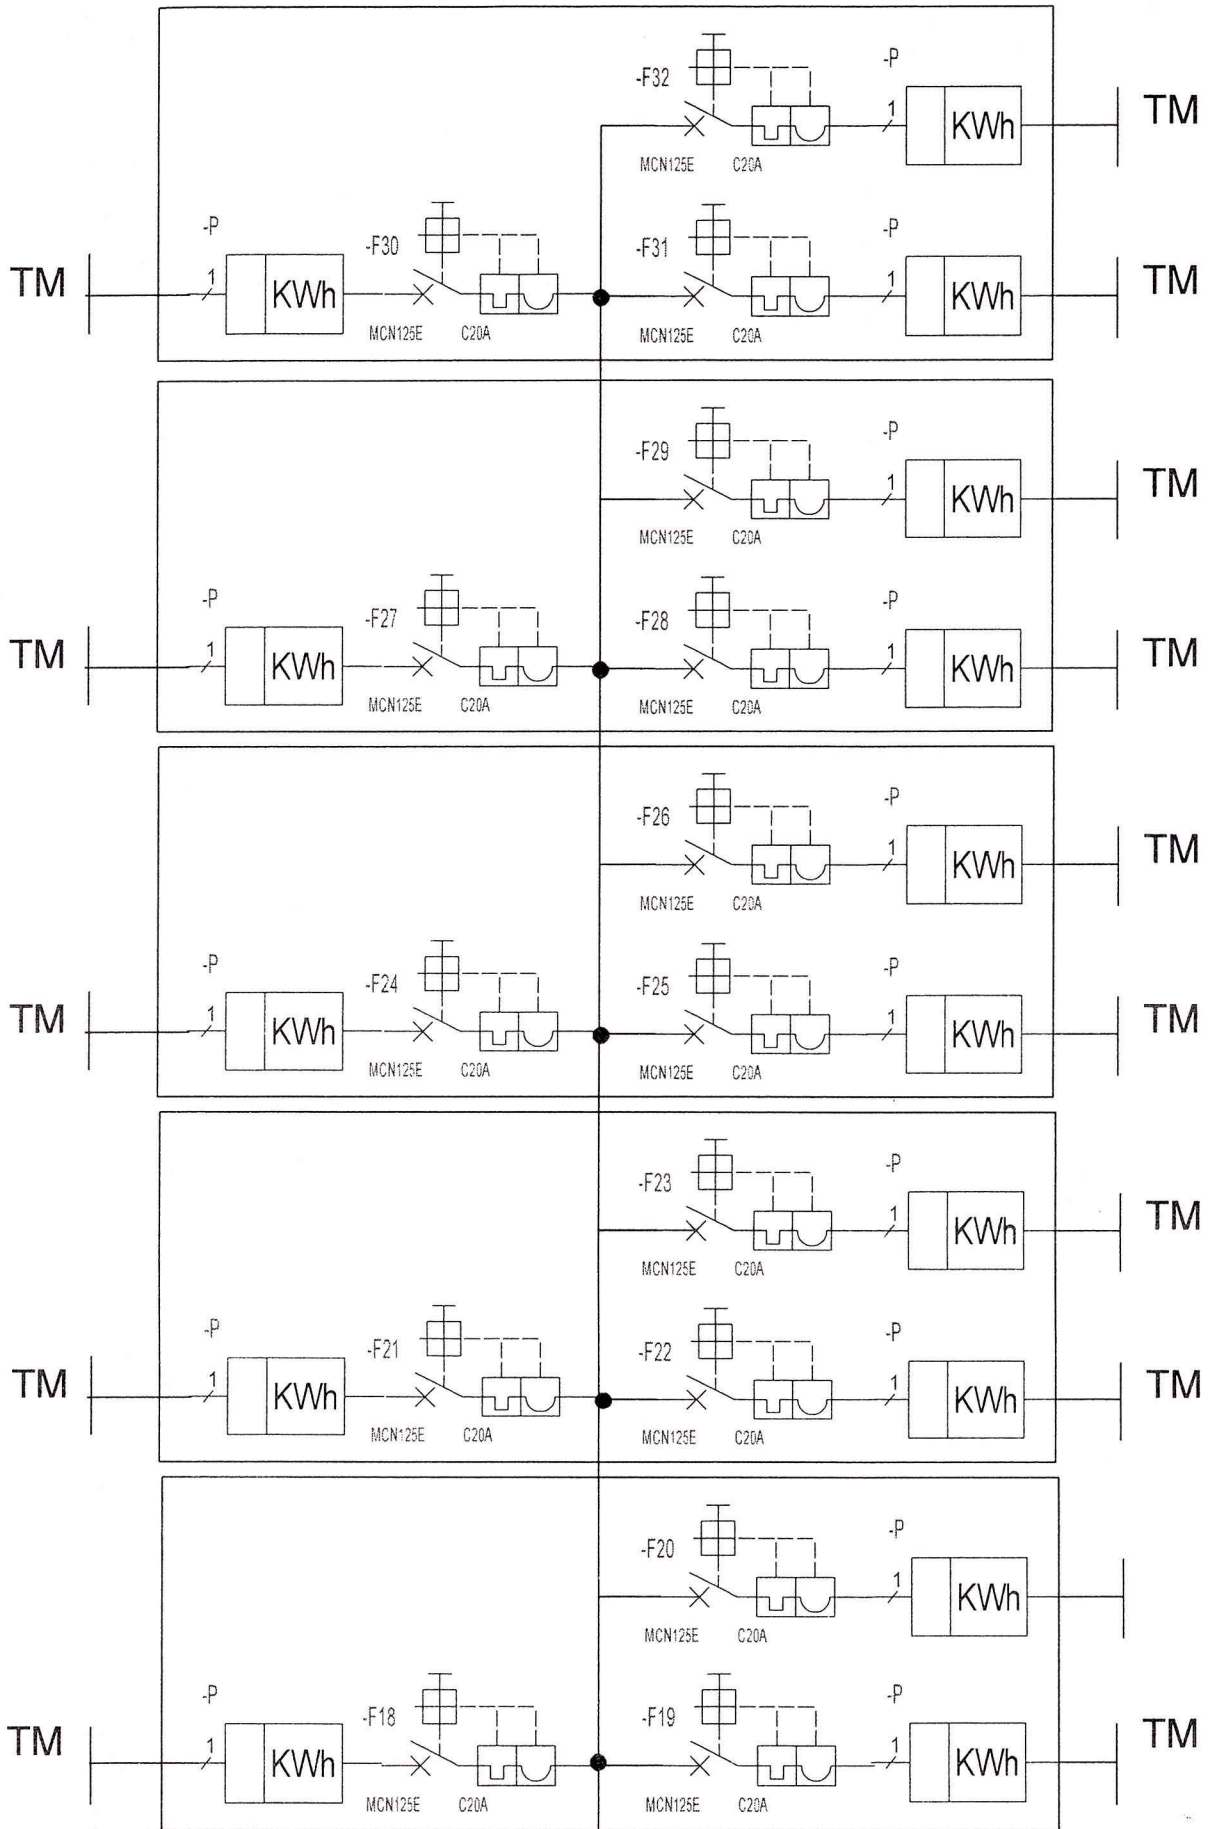 -F32 -P
1 KWh TM
MCN125E C20A
-P -F30 -F31 -P
TM 1 KWh 1 KWh TM
MCN125E C20A MCN125E C20A
-F29 -P
1 KWh TM
MCN125E C20A
-P -F27 -F28 -P
TM 1 KWh 1 KWh TM
MCN125E C20A MCN125E C20A
-F26 -P
1 KWh TM
MCN125E C20A
-P -F24 -F25 -P
TM 1 KWh 1 KWh TM
MCN125E C20A MCN125E C20A
-F23 -P
1 KWh TM
MCN125E C20A
-P -F21 -F22 -P
TM 1 KWh 1 KWh TM
MCN125E C20A MCN125E C20A
-F20 -P
1 KWh
MCN125E C20A
-P -F18 -F19 -P
TM 1 KWh 1 KWh TM
MCN125E C20A MCN125E C20A